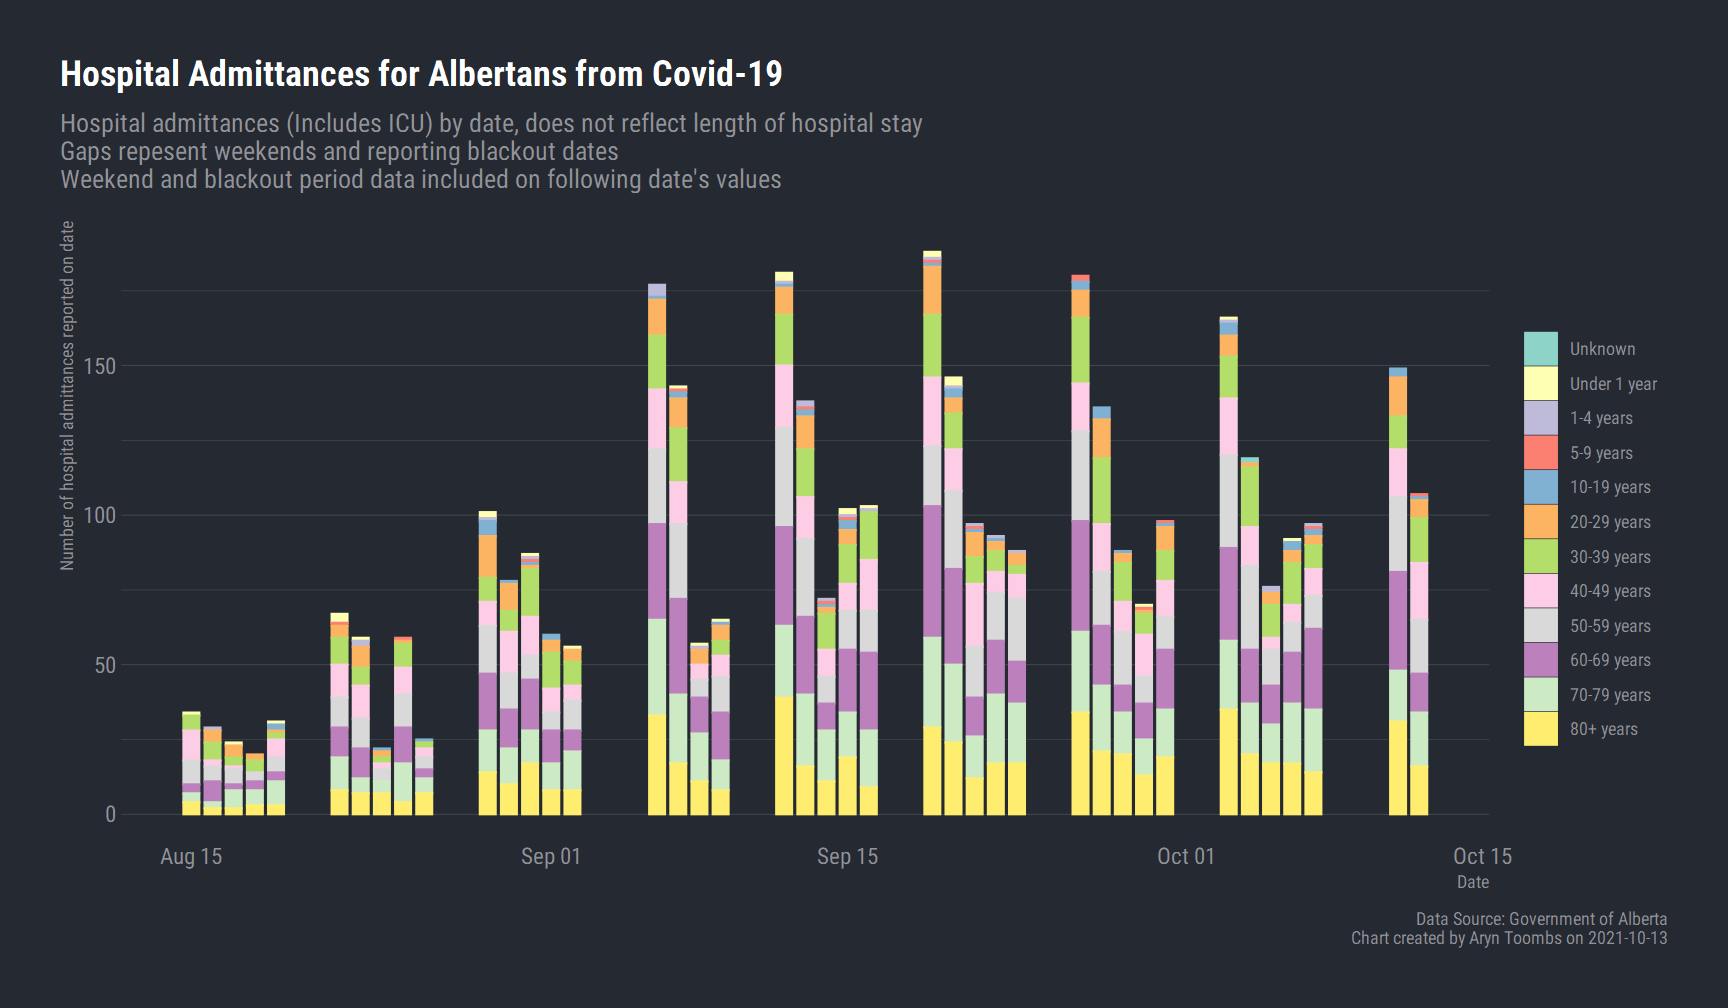 Hospital Admittances for Albertans from Covid-19
Hospital admittances (Includes ICU) by date, does not reflect length of hospital stay
Gaps repesent weekends and reporting blackout dates
Weekend and blackout period data included on following date's values
Number of hospital admittances reported on date
150
100
50
0
Aug 15
Sep 01
Sep 15
Oct 01
Oct 15
Date
Unknown
Under 1 year
1-4 years
5-9 years
10-19 years
20-29 years
30-39 years
40-49 years
50-59 years
60-69 years
70-79 years
80+ years
Data Source: Government of Alberta
Chart created by Aryn Toombs on 2021-10-13